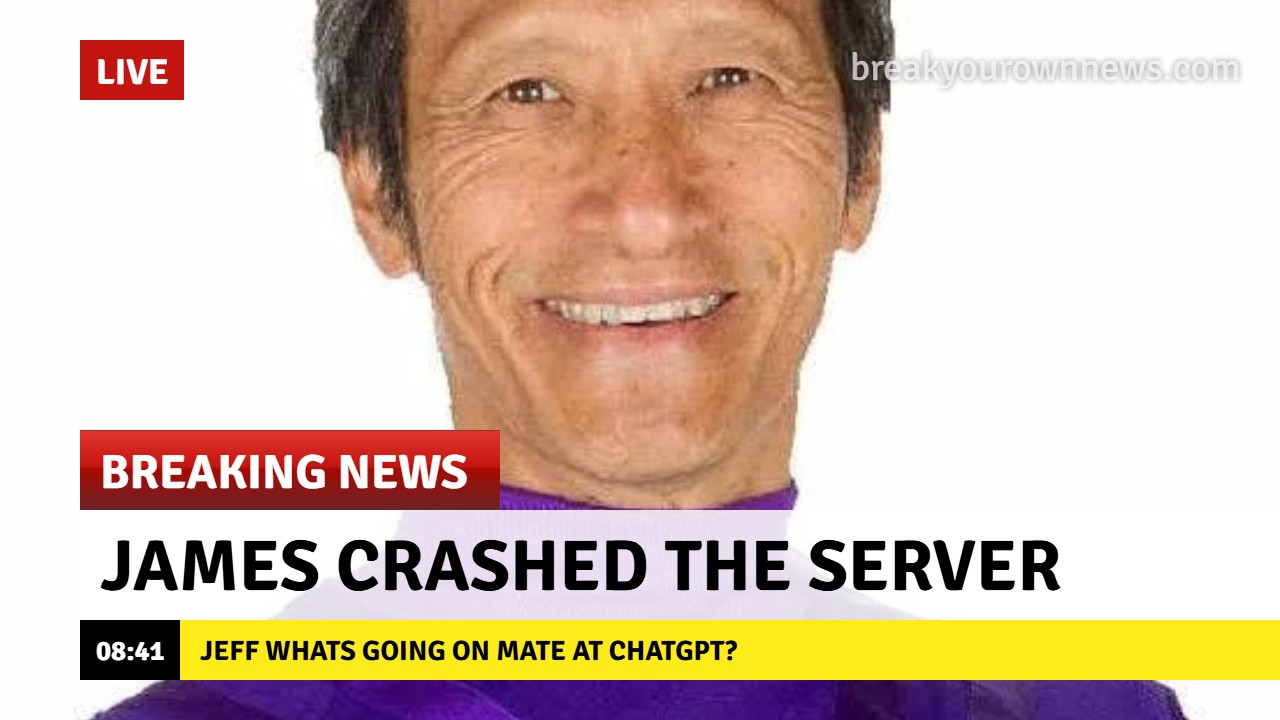 LIVE
breakyourownnews.com
BREAKING NEWS
JAMES CRASHED THE SERVER
08:41
JEFF WHATS GOING ON MATE AT CHATGPT?